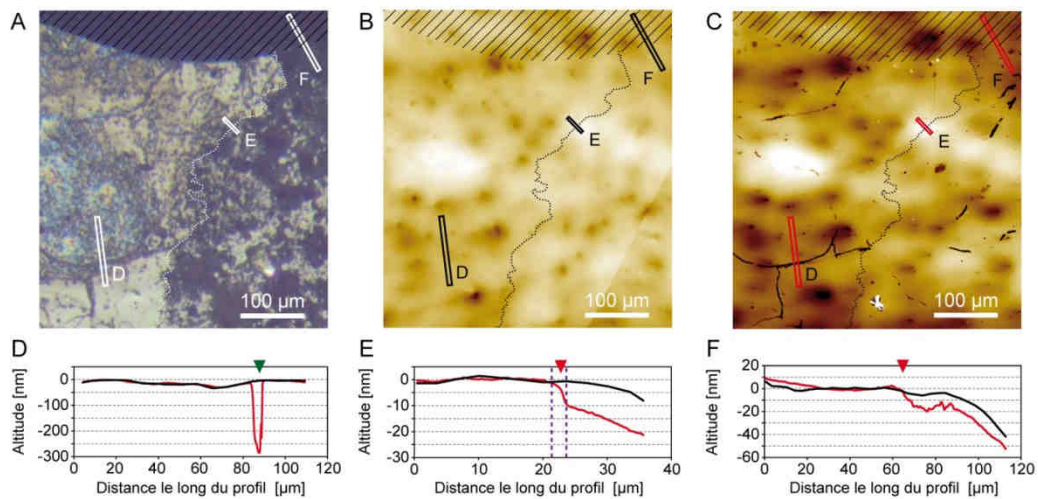 A
B
C
F
F
F
E
E
E
D
D
D
100 µm
100 µm
100 µm
D
E
F
Altitude [nm]
0
-100
-200
-300
0 20 40 60 80 100 120
Distance le long du profil [µm]
Altitude [nm]
0
-10
-20
-30
0 10 20 30 40
Distance le long du profil [µm]
Altitude [nm]
20
0
-20
-40
-60
0 20 40 60 80 100 120
Distance le long du profil [µm]